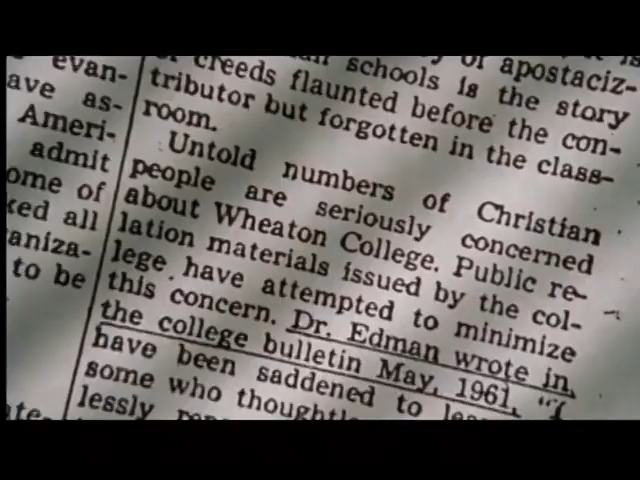 evan-
ave as-
Ameri-
admit
ome of
ked all
aniza-
to be
schools is the story
of apostaciz-
creeds flaunted before the con-
tributor but forgotten in the class-
room.
Untold numbers of Christian
people are seriously concerned
about Wheaton College. Public re-
lation materials issued by the col-
lege have attempted to minimize
this concern. Dr. Edman wrote in
the college bulletin May, 1961, "I
have been saddened to
some who
lessly